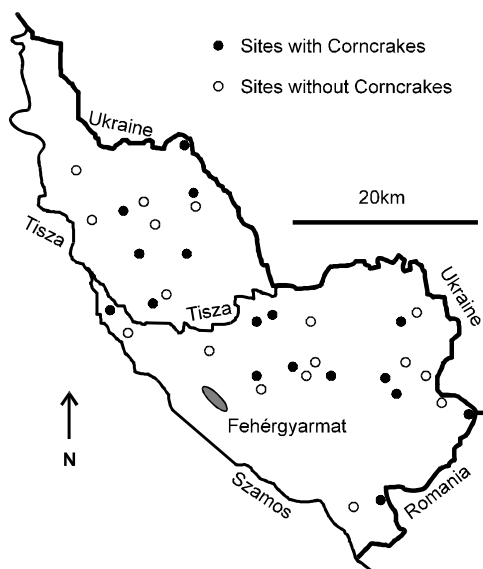 Sites with Corncrakes
Sites without Corncrakes
Ukraine
20km
Tisza
Tisza
Ukraine
Fehérgyarmat
N
Szamos
Romania